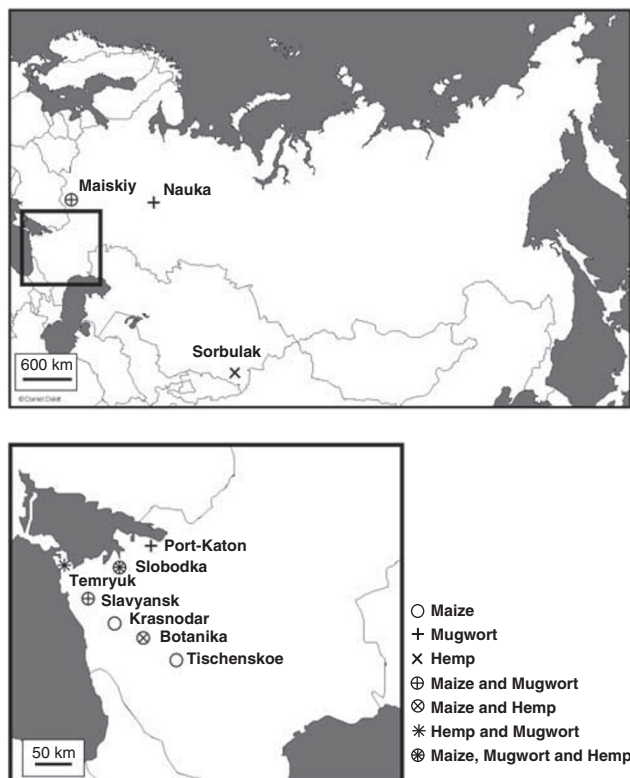 Maiskiy
Nauka
Sorbulak
600 km
©Daniel Dalet
Port-Katon
Slobodka
Temryuk
Slavyansk
Krasnodar
Botanika
Tischenskoe
50 km
Maize
Mugwort
Hemp
Maize and Mugwort
Maize and Hemp
Hemp and Mugwort
Maize, Mugwort and Hemp